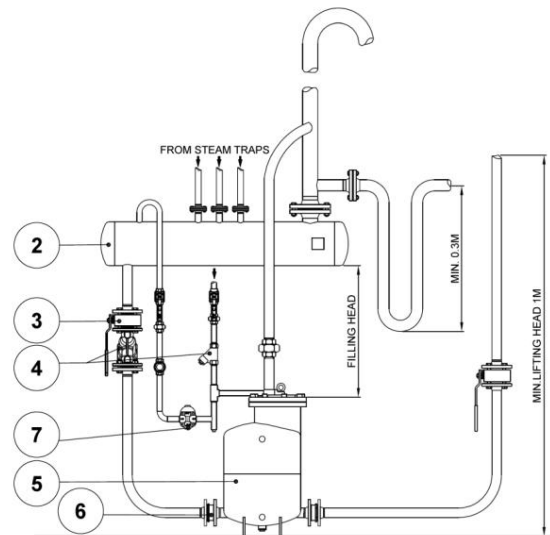 FROM STEAM TRAPS
2
3
4
7
5
6
FILLING HEAD
MIN. 0.3M
MIN.LIFTING HEAD 1M